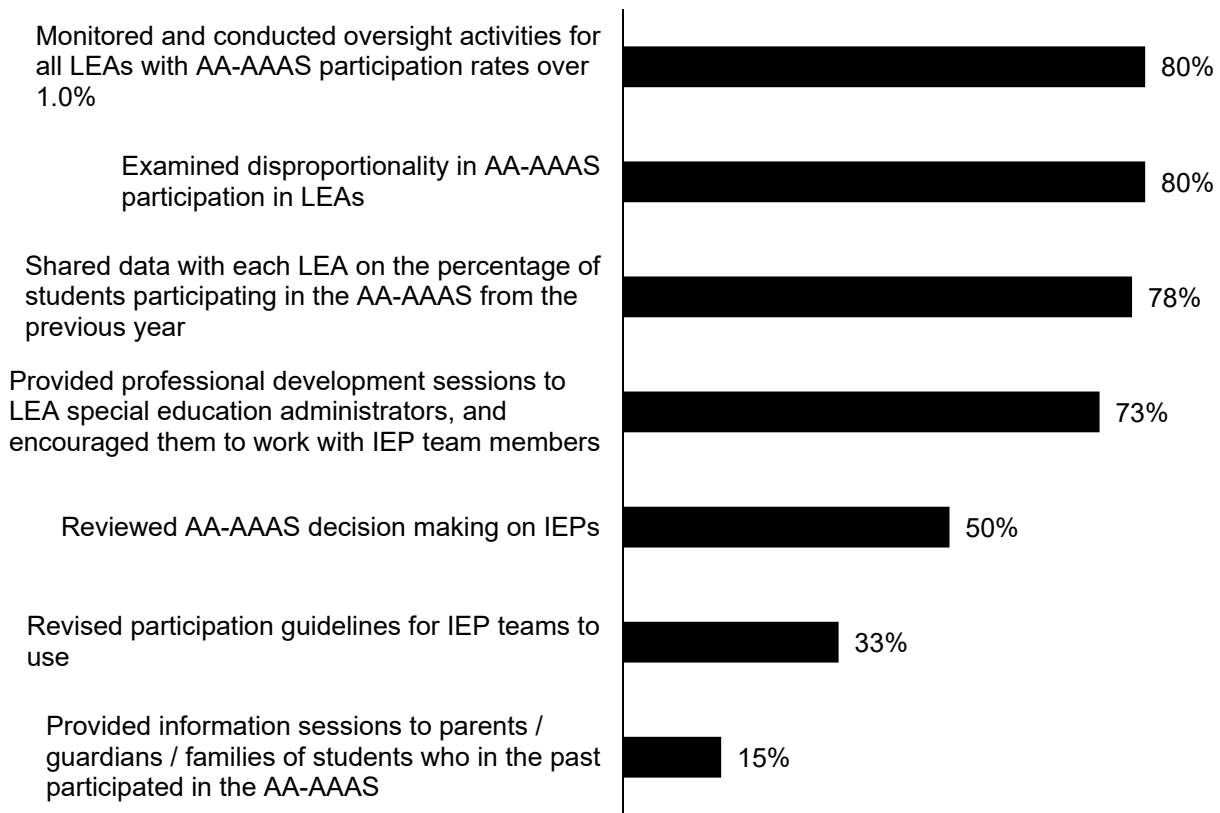 Monitored and conducted oversight activities for
all LEAs with AA-AAAS participation rates over
1.0%
80%
Examined disproportionality in AA-AAAS
participation in LEAs
80%
Shared data with each LEA on the percentage of
students participating in the AA-AAAS from the
previous year
78%
Provided professional development sessions to
LEA special education administrators, and
encouraged them to work with IEP team members
73%
Reviewed AA-AAAS decision making on IEPs
50%
Revised participation guidelines for IEP teams to
use
33%
Provided information sessions to parents /
guardians / families of students who in the past
participated in the AA-AAAS
15%